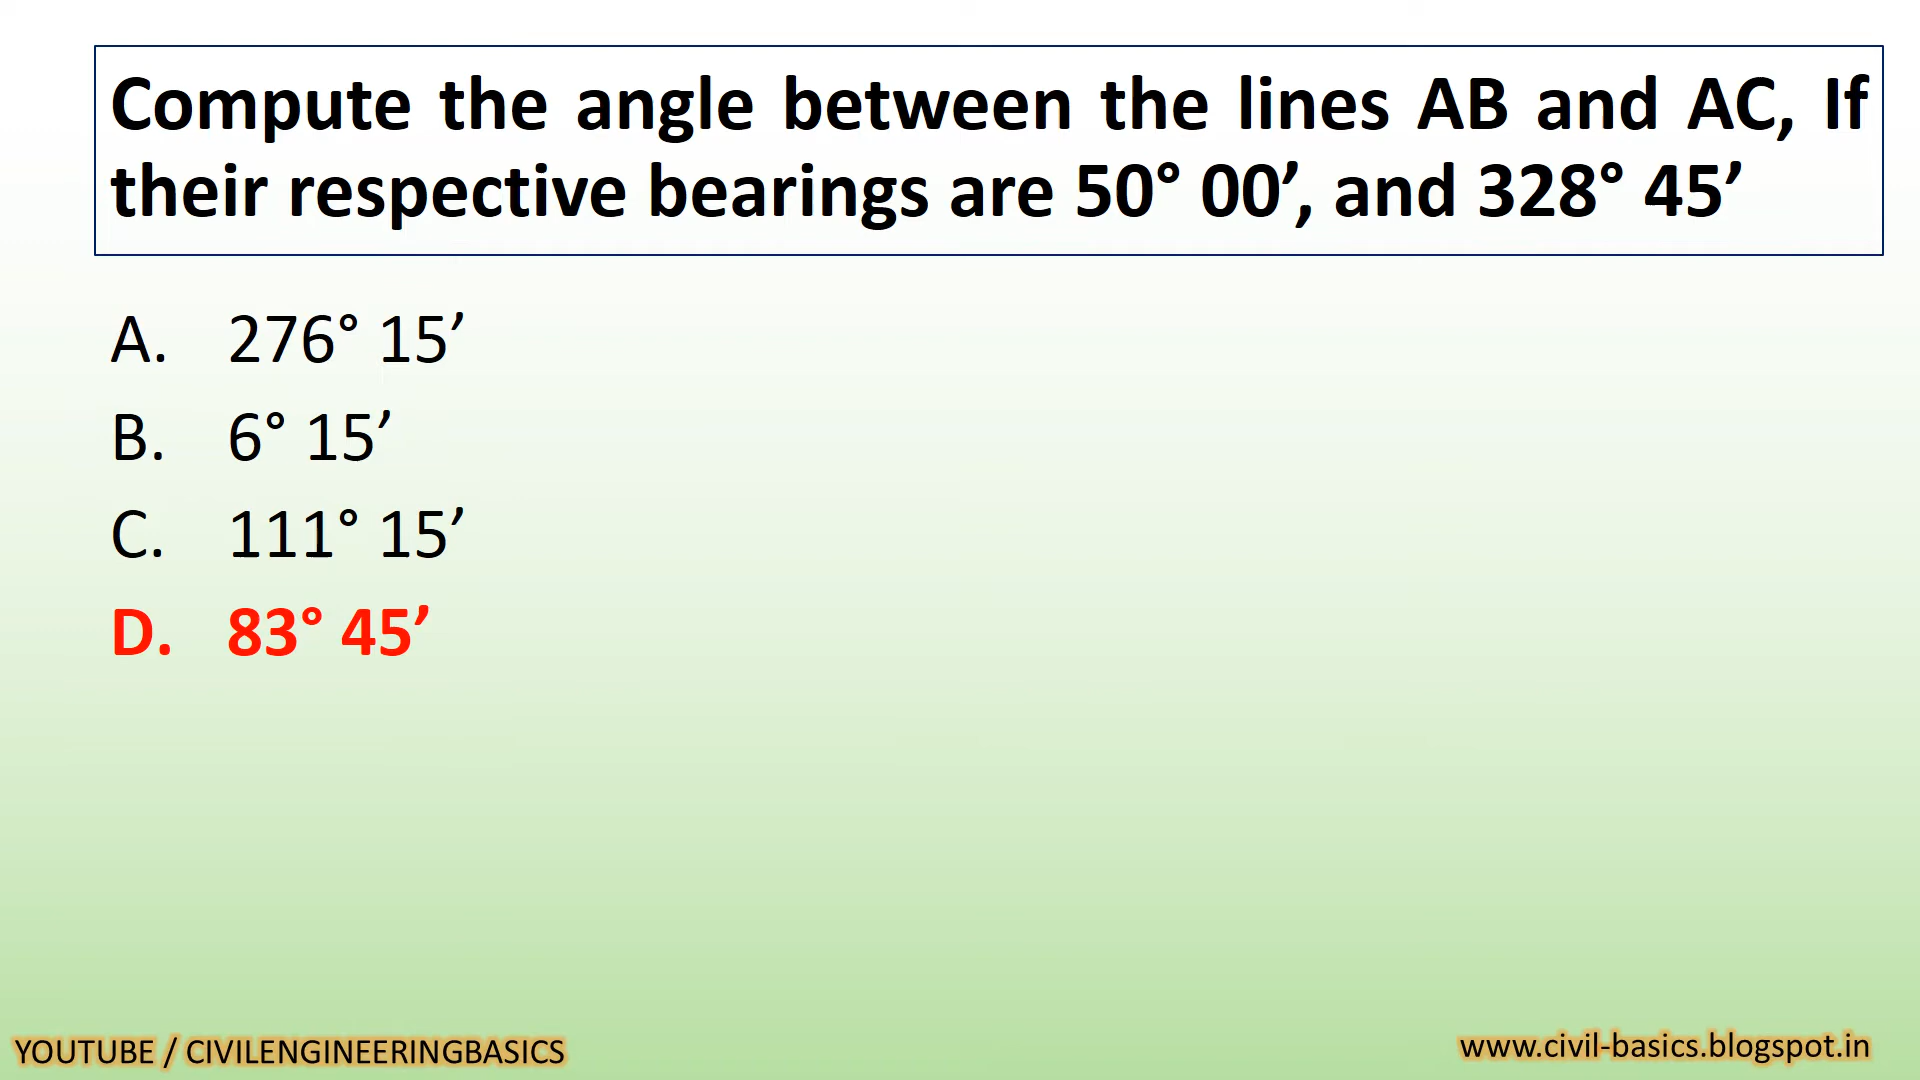 Compute the angle between the lines AB and AC, If
their respective bearings are 50° 00’, and 328° 45’
A. 276° 15’
B. 6° 15’
C. 111° 15’
D. 83° 45’
YOUTUBE / CIVILENGINEERINGBASICS
www.civil-basics.blogspot.in